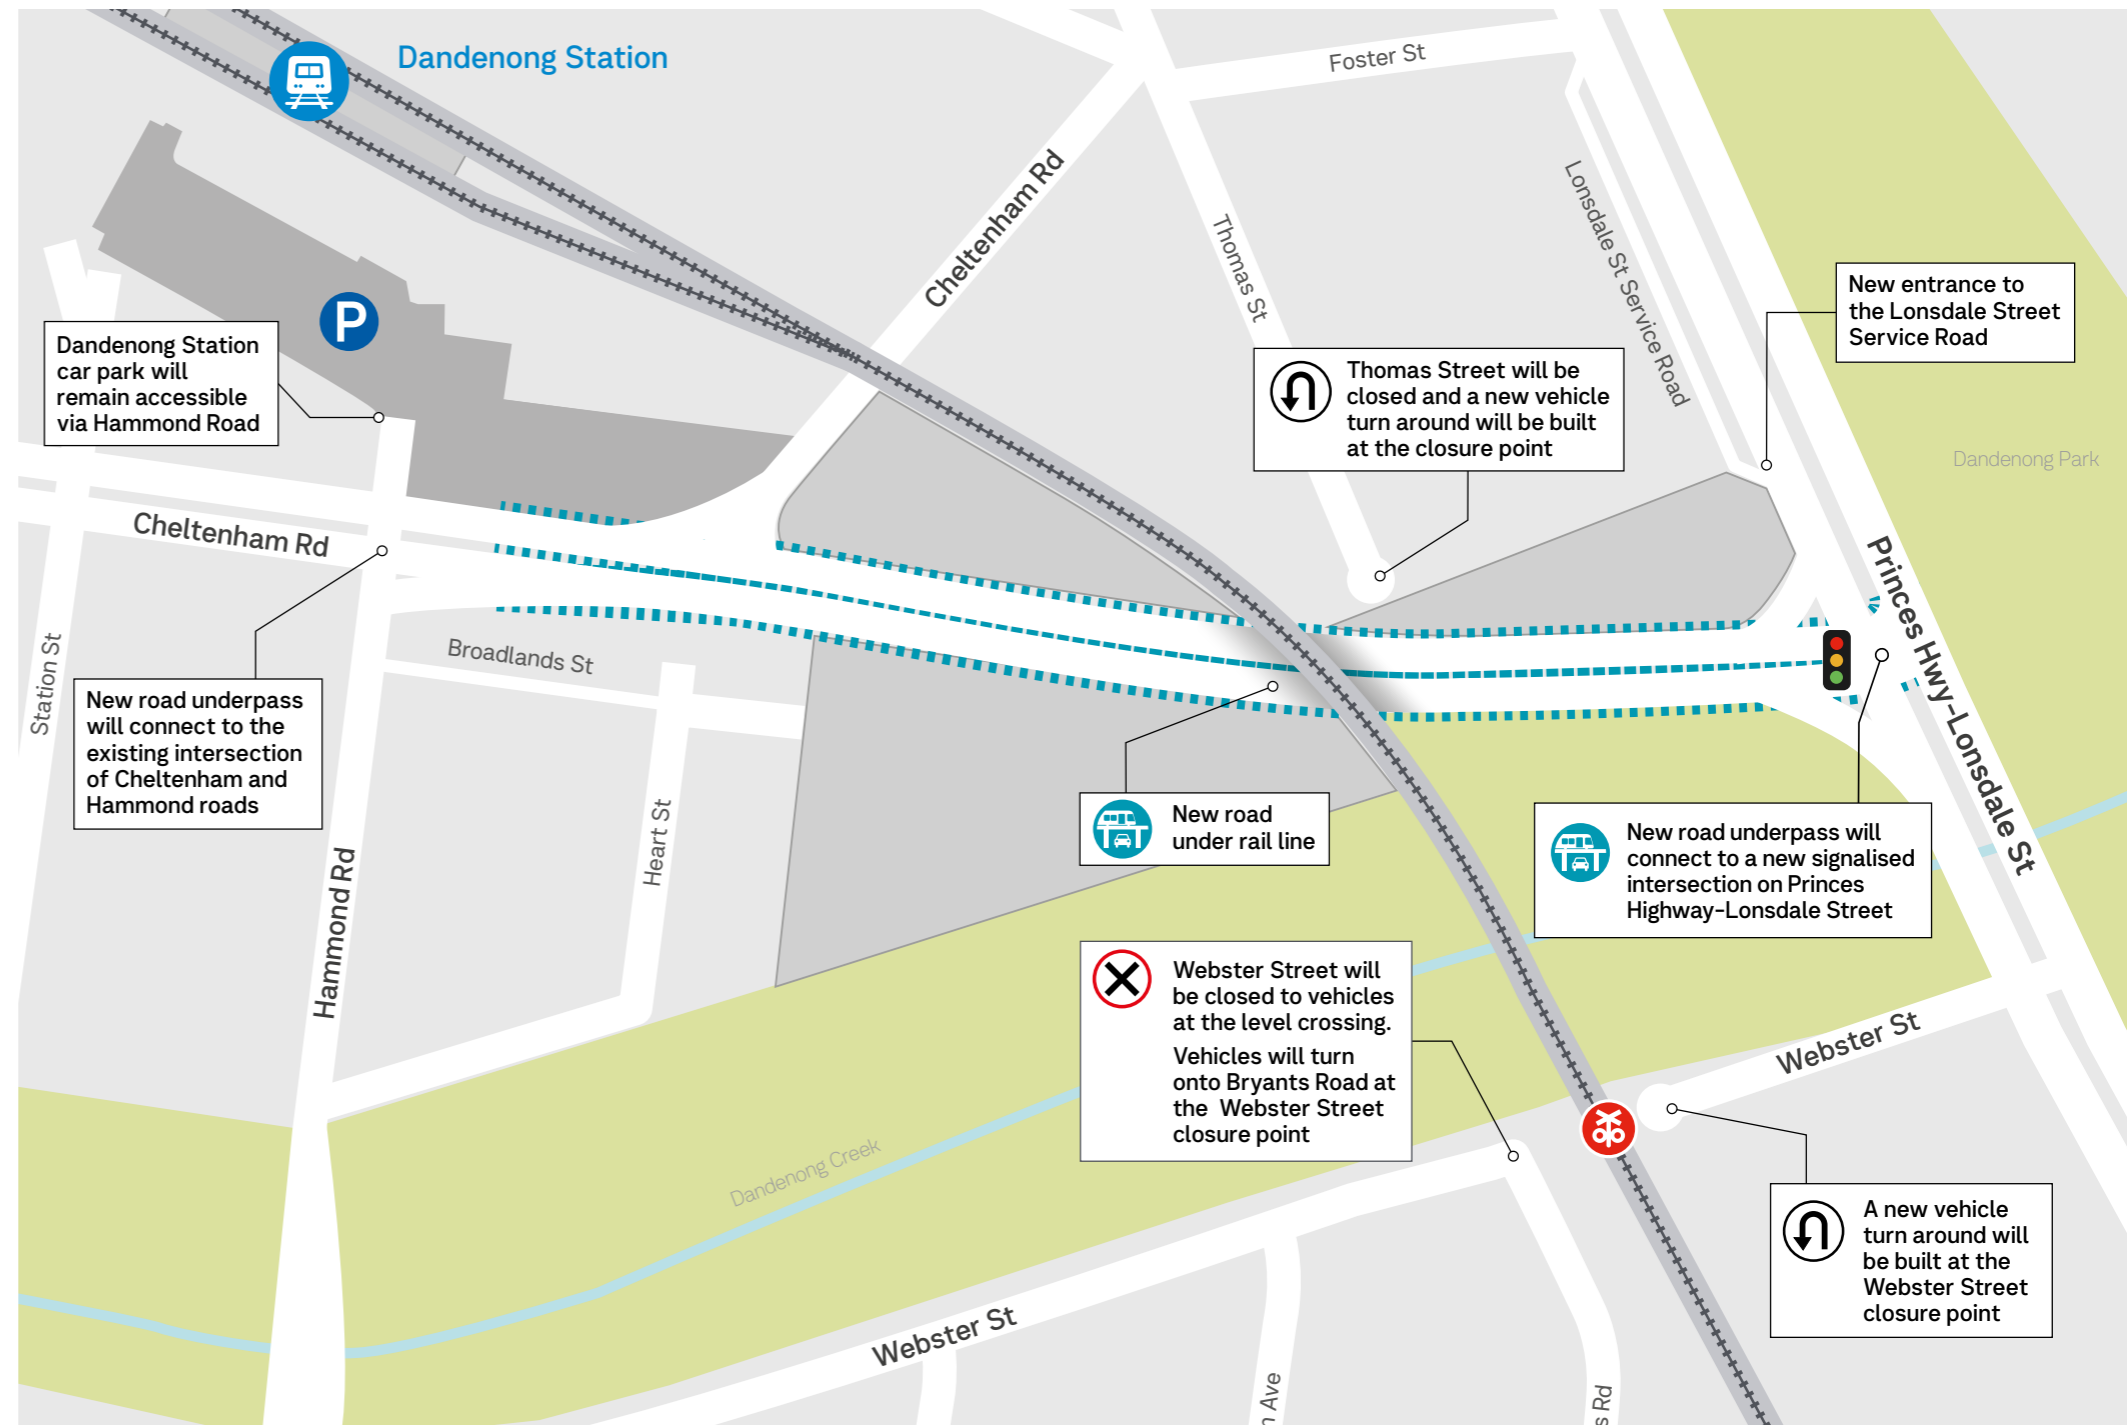 Dandenong Station
Foster St
Cheltenham Rd
Thomas St
Lonsdale St Service Road
New entrance to
the Lonsdale Street
Service Road
P
Dandenong Station
car park will
remain accessible
via Hammond Road
Thomas Street will be
closed and a new vehicle
turn around will be built
at the closure point
Dandenong Park
Cheltenham Rd
Princes Hwy-Lonsdale St
Station St
Broadlands St
New road underpass
will connect to the
existing intersection
of Cheltenham and
Hammond roads
Heart St
Hammond Rd
New road
under rail line
New road underpass will
connect to a new signalised
intersection on Princes
Highway-Lonsdale Street
Webster Street will
be closed to vehicles
at the level crossing.
Vehicles will turn
onto Bryants Road at
the Webster Street
closure point
Webster St
Dandenong Creek
A new vehicle
turn around will
be built at the
Webster Street
closure point
Webster St
n Ave
s Rd